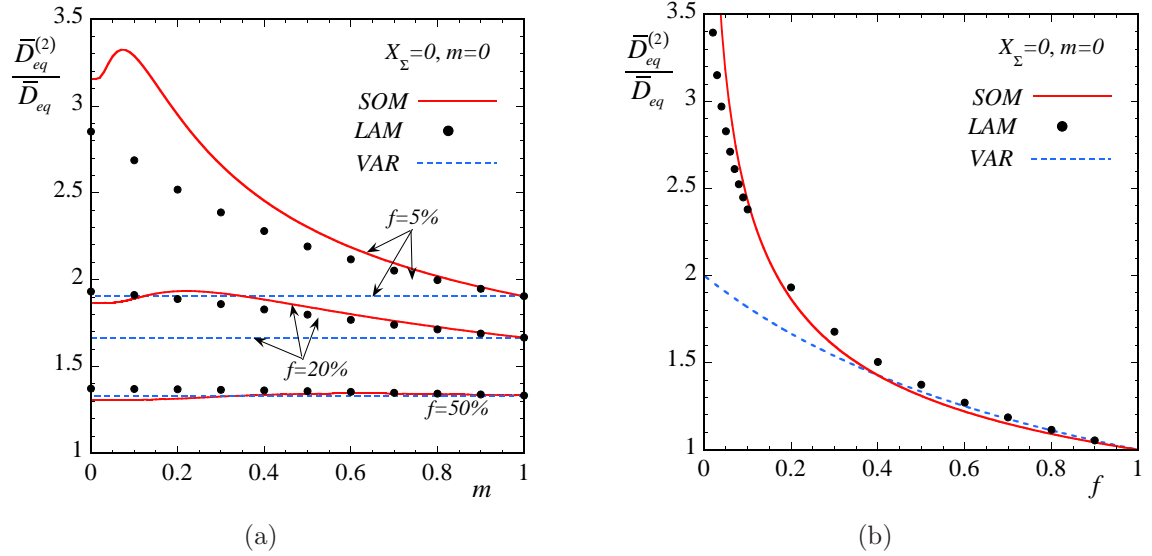 3.5
3
2.5
2
1.5
1
0 0.2 0.4 0.6 0.8 1
m
D̅eq(2)
D̅eq
XΣ=0, m=0
SOM
LAM
VAR
f=5%
f=20%
f=50%
(a)
3.5
3
2.5
2
1.5
1
0 0.2 0.4 0.6 0.8 1
f
D̅eq(2)
D̅eq
XΣ=0, m=0
SOM
LAM
VAR
(b)